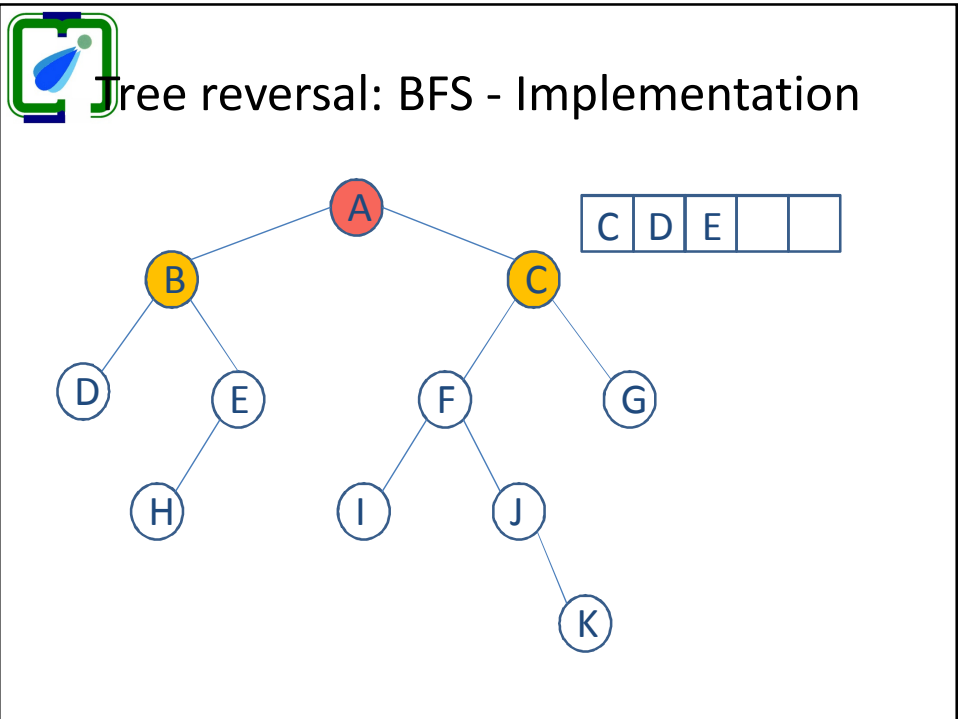 Tree reversal: BFS - Implementation
A
C D E
B C
D E F G
H I J
K